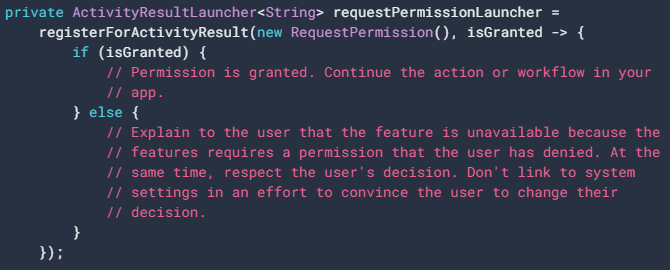 private ActivityResultLauncher<String> requestPermissionLauncher =
    registerForActivityResult(new RequestPermission(), isGranted -> {
        if (isGranted) {
            // Permission is granted. Continue the action or workflow in your
            // app.
        } else {
            // Explain to the user that the feature is unavailable because the
            // features requires a permission that the user has denied. At the
            // same time, respect the user's decision. Don't link to system
            // settings in an effort to convince the user to change their
            // decision.
        }
    });